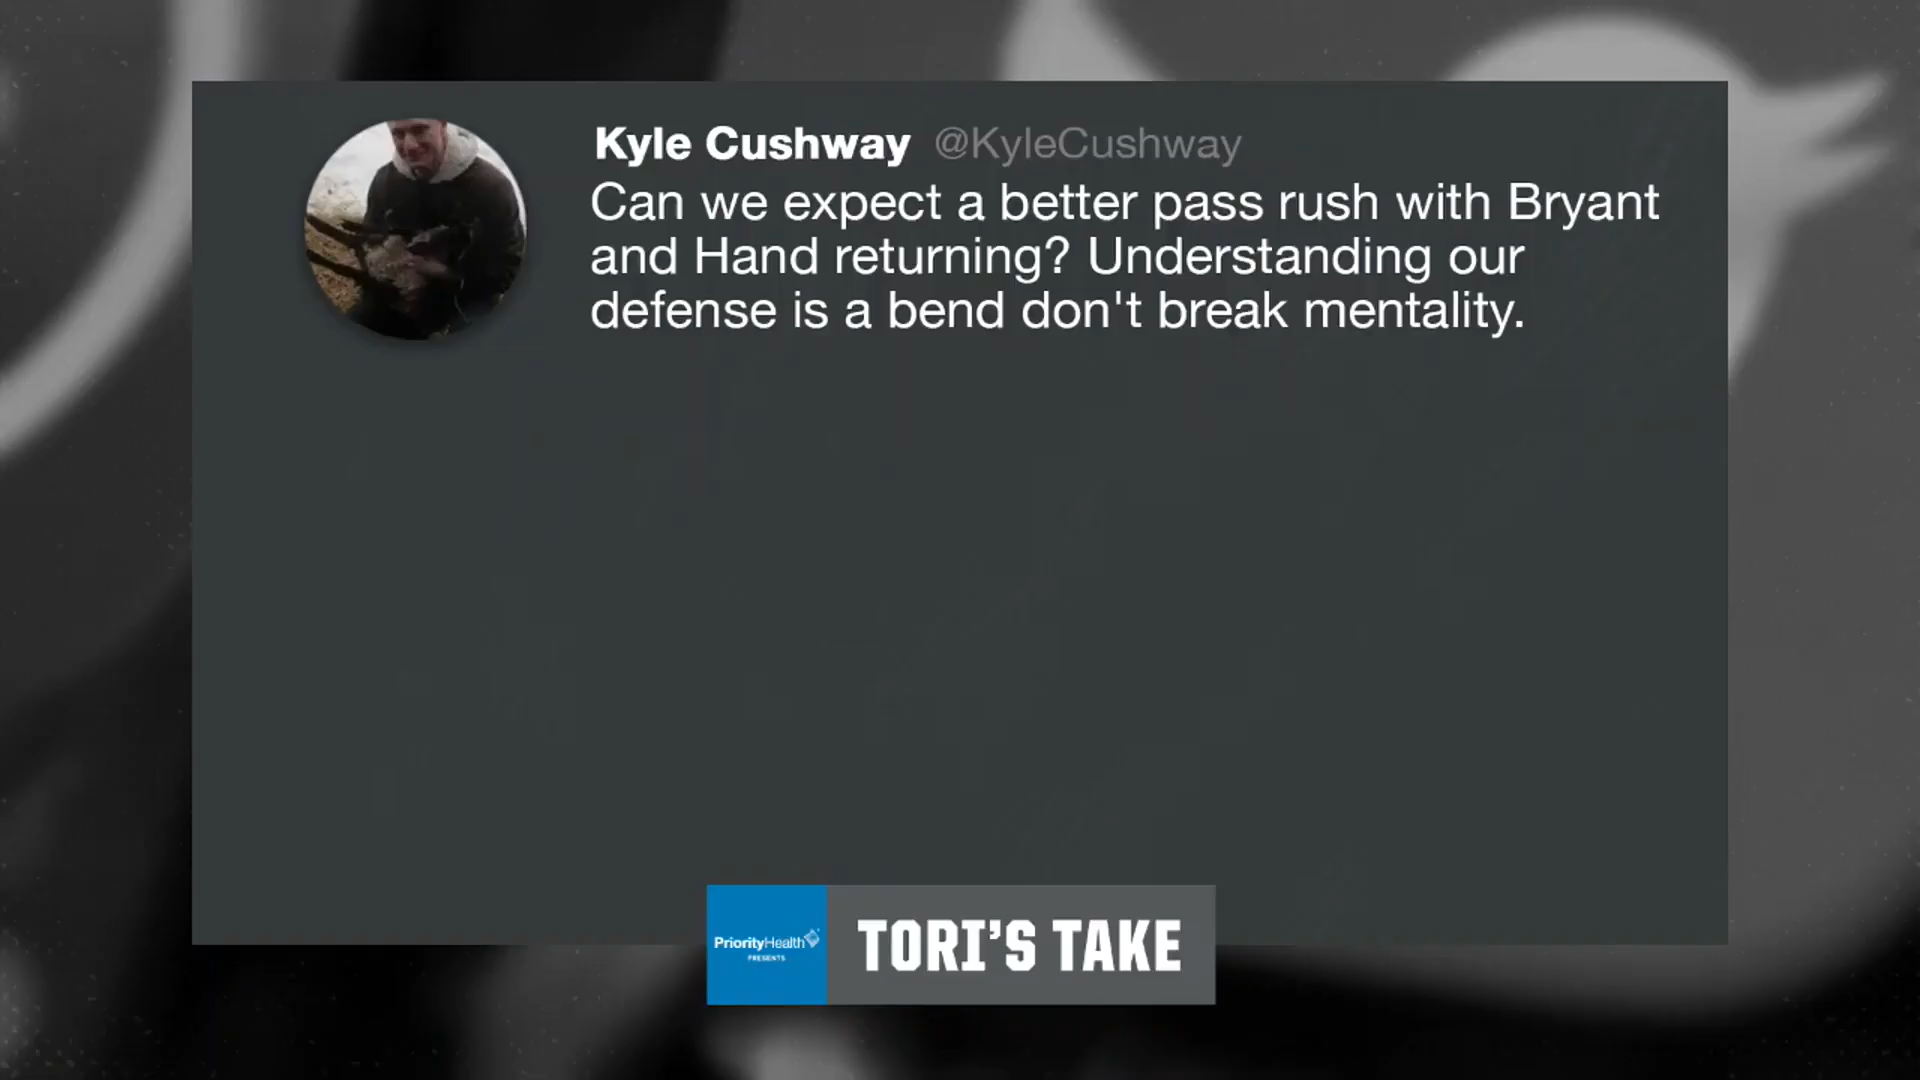 Kyle Cushway @KyleCushway
Can we expect a better pass rush with Bryant
and Hand returning? Understanding our
defense is a bend don't break mentality.
PriorityHealth
PRESENTS
TORI'S TAKE